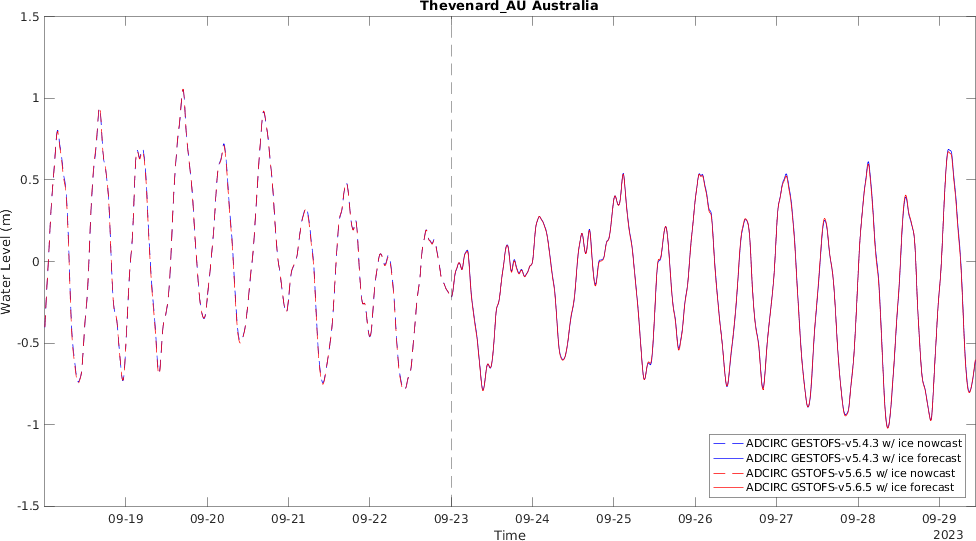 Thevenard_AU Australia
1.5
1
0.5
0
-0.5
-1
-1.5
Water Level (m)
09-19 09-20 09-21 09-22 09-23 09-24 09-25 09-26 09-27 09-28 09-29
Time
2023
ADCIRC GESTOFS-v5.4.3 w/ ice nowcast
ADCIRC GESTOFS-v5.4.3 w/ ice forecast
ADCIRC GSTOFS-v5.6.5 w/ ice nowcast
ADCIRC GSTOFS-v5.6.5 w/ ice forecast